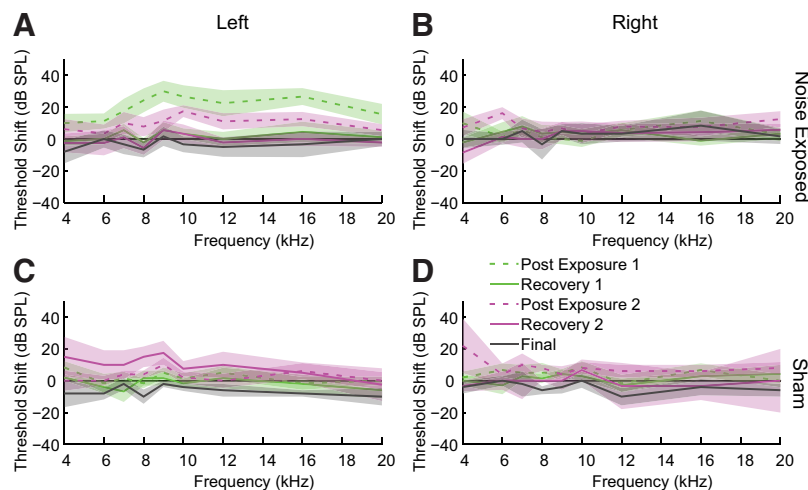 A
Left
B
Right
Threshold Shift (dB SPL)
40
20
0
−20
−40
4
6
8
10
12
14
16
18
20
Frequency (kHz)
Threshold Shift (dB SPL)
40
20
0
−20
−40
4
6
8
10
12
14
16
18
20
Frequency (kHz)
Noise Exposed
C
D
Post Exposure 1
Recovery 1
Post Exposure 2
Recovery 2
Final
Threshold Shift (dB SPL)
40
20
0
−20
−40
4
6
8
10
12
14
16
18
20
Frequency (kHz)
Threshold Shift (dB SPL)
40
20
0
20
40
4
6
8
10
12
14
16
18
20
Frequency (kHz)
Sham